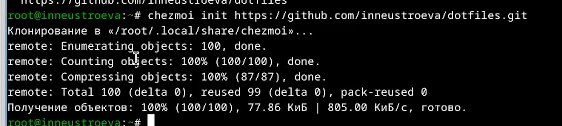 https://github.com/inneustroeva/dotfiles
root@inneustroeva:~# chezmoi init https://github.com/inneustroeva/dotfiles.git
Клонирование в «/root/.local/share/chezmoi»...
remote: Enumerating objects: 100, done.
remote: Counting objects: 100% (100/100), done.
remote: Compressing objects: 100% (87/87), done.
remote: Total 100 (delta 0), reused 99 (delta 0), pack-reused 0
Получение объектов: 100% (100/100), 77.86 КиБ | 805.00 КиБ/с, готово.
root@inneustroeva:~#